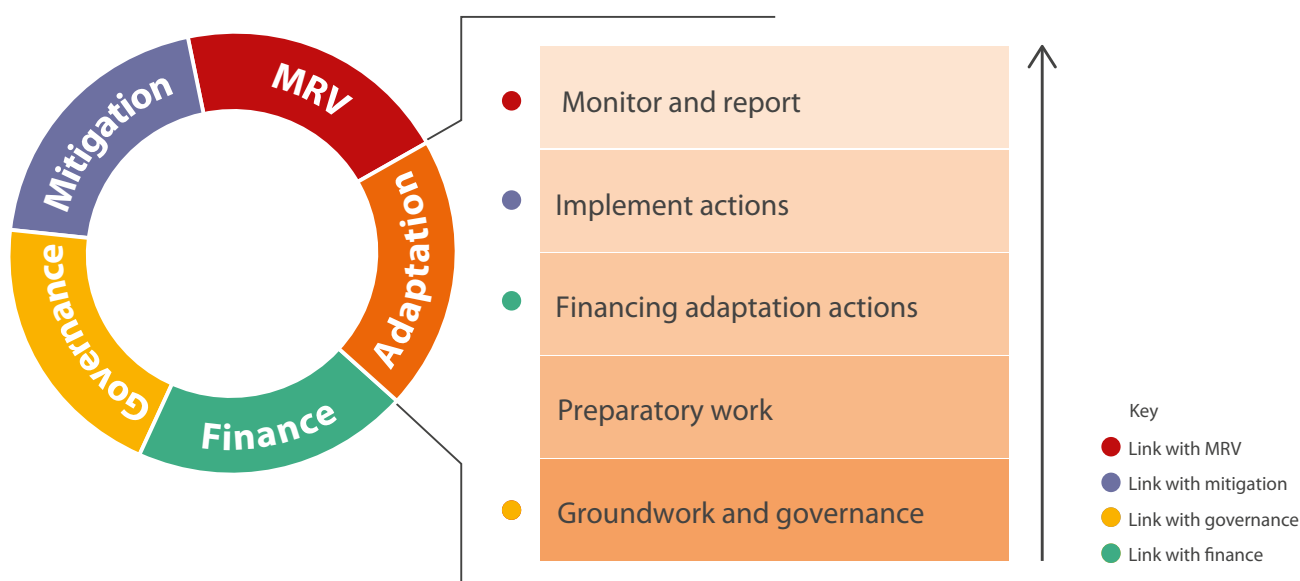 MRV
Mitigation
Adaptation
Governance
Finance
Monitor and report
Implement actions
Financing adaptation actions
Preparatory work
Groundwork and governance
Key
Link with MRV
Link with mitigation
Link with governance
Link with finance